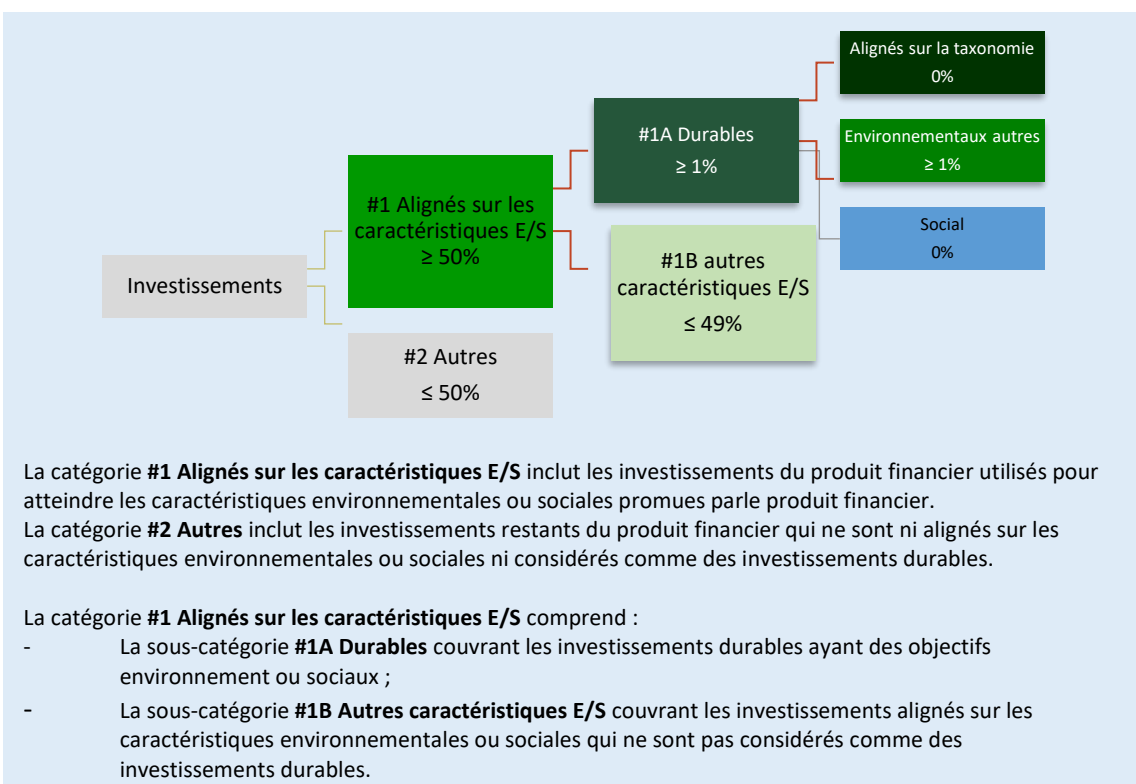 Alignés sur la taxonomie
0%
#1A Durables
≥ 1%
Environnementaux autres
≥ 1%
#1 Alignés sur les
caractéristiques E/S
≥ 50%
Social
0%
#1B autres
caractéristiques E/S
≤ 49%
Investissements
#2 Autres
≤ 50%
La catégorie #1 Alignés sur les caractéristiques E/S inclut les investissements du produit financier utilisés pour
atteindre les caractéristiques environnementales ou sociales promues parle produit financier.
La catégorie #2 Autres inclut les investissements restants du produit financier qui ne sont ni alignés sur les
caractéristiques environnementales ou sociales ni considérés comme des investissements durables.
La catégorie #1 Alignés sur les caractéristiques E/S comprend :
- La sous-catégorie #1A Durables couvrant les investissements durables ayant des objectifs
environnement ou sociaux ;
- La sous-catégorie #1B Autres caractéristiques E/S couvrant les investissements alignés sur les
caractéristiques environnementales ou sociales qui ne sont pas considérés comme des
investissements durables.